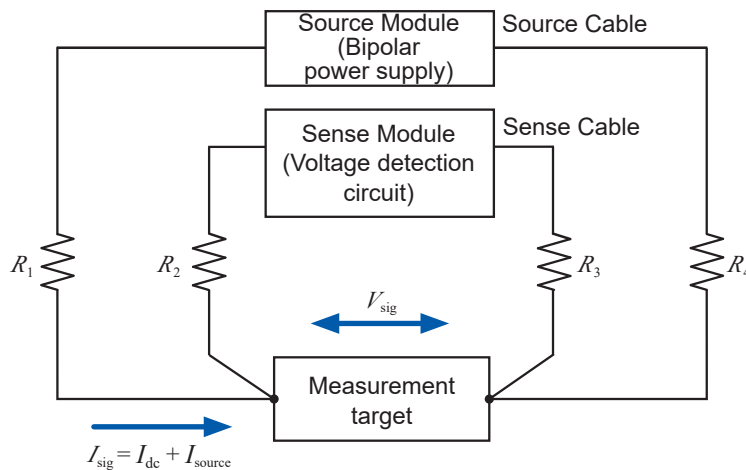 Source Module
(Bipolar
power supply)
Source Cable
Sense Module
(Voltage detection
circuit)
Sense Cable
R1
R2
R3
Vsig
Measurement
target
Isig = Idc + Isource